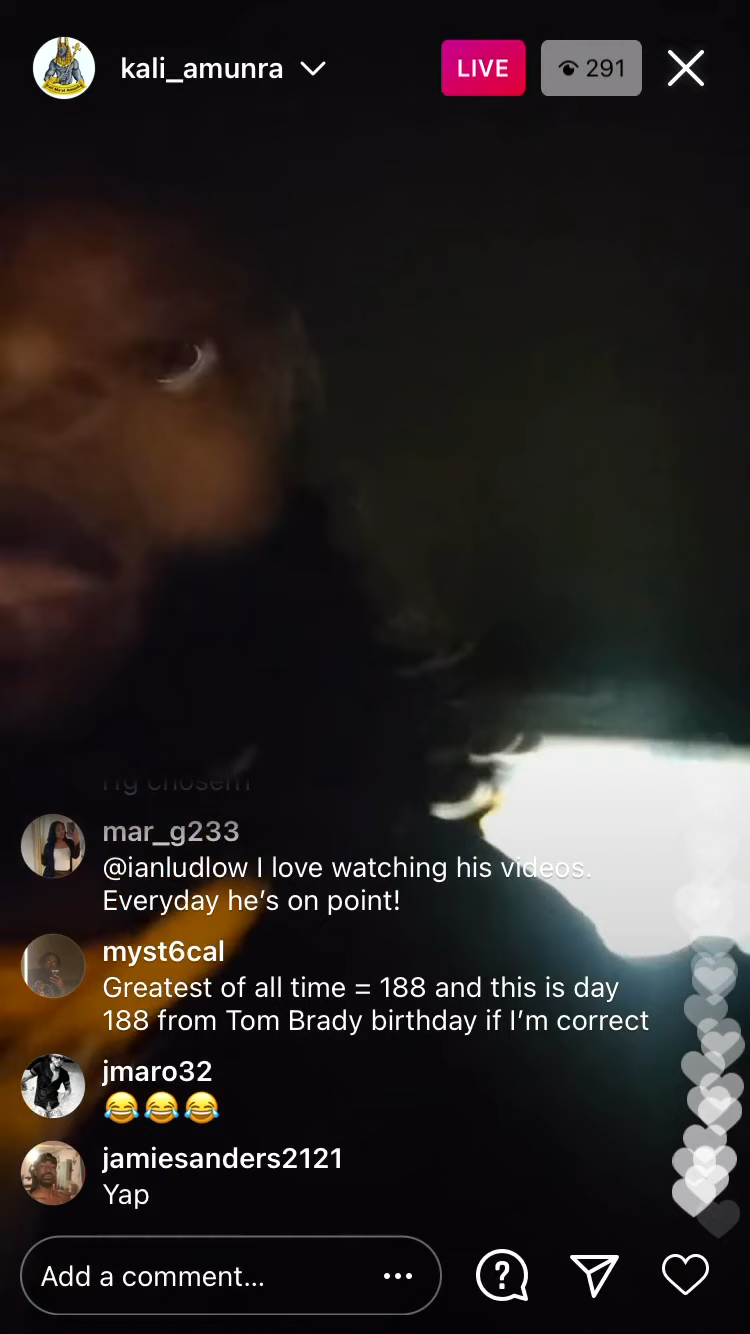 kali_amunra
LIVE
291
mar_g233
@ianludlow I love watching his videos.
Everyday he’s on point!
myst6cal
Greatest of all time = 188 and this is day
188 from Tom Brady birthday if I’m correct
jmaro32
😂😂😂
jamiesanders2121
Yap
Add a comment...